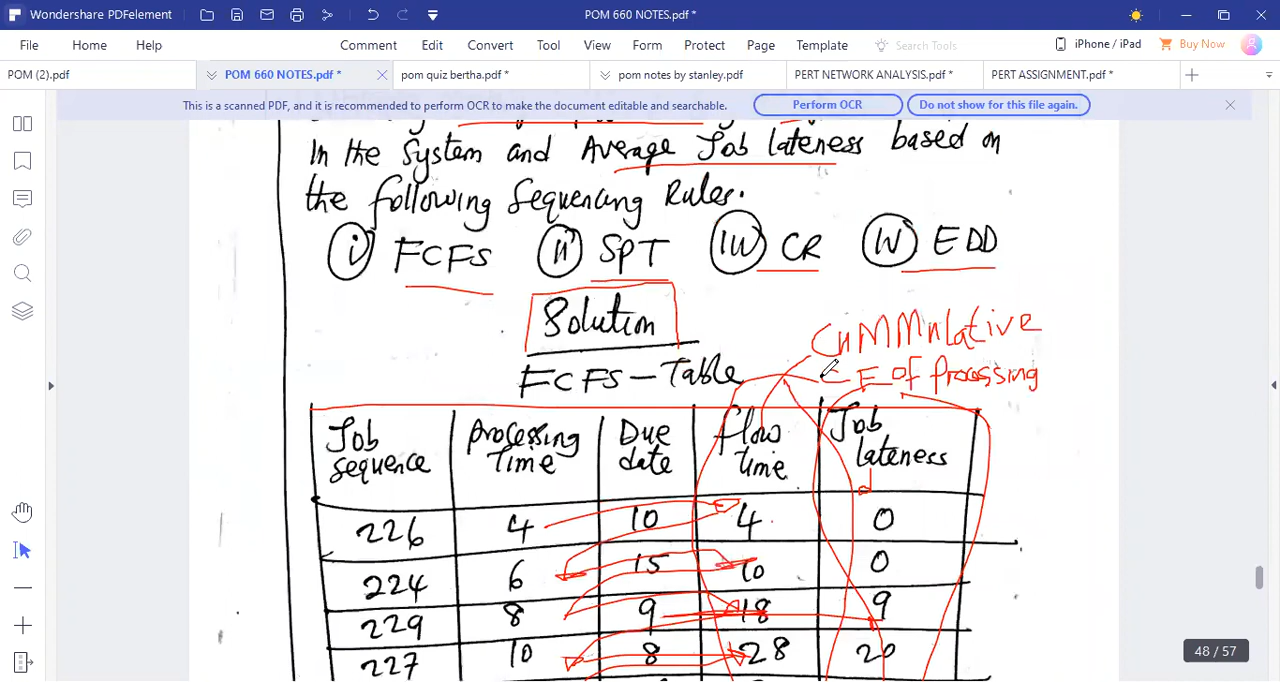 Wondershare PDFelement
POM 660 NOTES.pdf *
File Home Help Comment Edit Convert Tool View Form Protect Page Template Search Tools iPhone / iPad Buy Now
POM (2).pdf POM 660 NOTES.pdf * pom quiz bertha.pdf * pom notes by stanley.pdf PERT NETWORK ANALYSIS.pdf * PERT ASSIGNMENT.pdf *
This is a scanned PDF, and it is recommended to perform OCR to make the document editable and searchable. Perform OCR Do not show for this file again.
In the System and Average Job lateness based on
the following Sequencing Rules.
i FCFS ii SPT iii CR iv EDD
Solution
CuMMulative
FCFS - Table
of processing
Job sequence Processing Time Due date flow time Job lateness
226 4 10 4 0
224 6 15 10 0
229 8 9 18 9
227 10 8 28 20
48 / 57